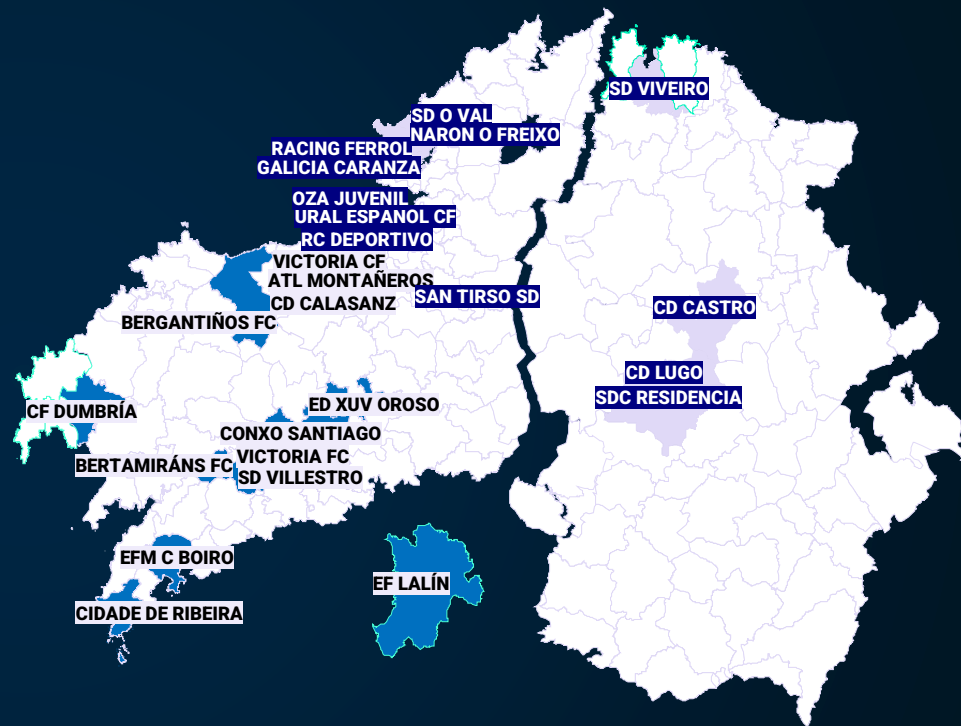 SD VIVEIRO
SD O VAL
NARON O FREIXO
RACING FERROL
GALICIA CARANZA
OZA JUVENIL
URAL ESPANOL CF
RC DEPORTIVO
VICTORIA CF
ATL MONTAÑEROS
CD CALASANZ
SAN TIRSO SD
BERGANTIÑOS FC
CD CASTRO
CD LUGO
SDC RESIDENCIA
CF DUMBRÍA
ED XUV OROSO
CONXO SANTIAGO
VICTORIA FC
BERTAMIRÁNS FC
SD VILLESTRO
EFM C BOIRO
EF LALÍN
CIDADE DE RIBEIRA